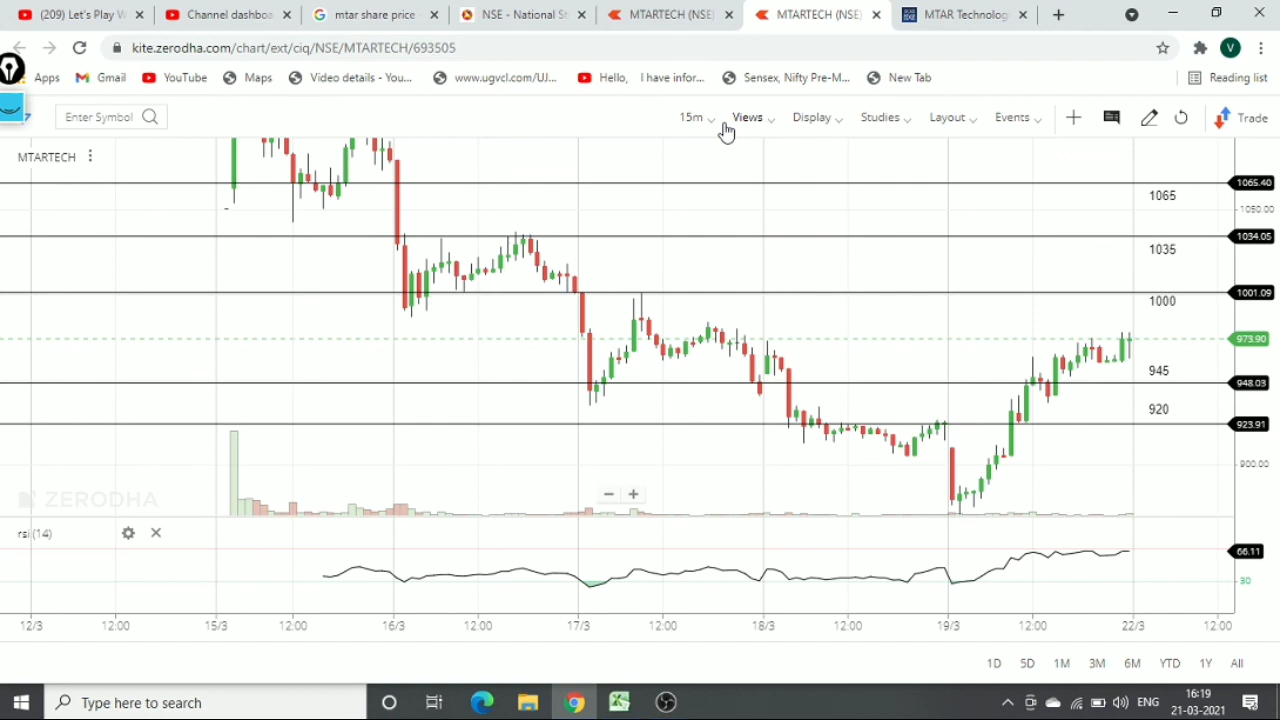 (209) Let's Play W
Channel dashboa
mtar share price -
NSE - National St
MTARTECH (NSE)
MTARTECH (NSE)
MTAR Technolog
kite.zerodha.com/chart/ext/ciq/NSE/MTARTECH/693505
V
Apps
Gmail
YouTube
Maps
Video details - You...
www.ugvcl.com/UJ...
Hello, I have infor...
Sensex, Nifty Pre-M...
New Tab
Reading list
Enter Symbol
15m
Views
Display
Studies
Layout
Events
Trade
MTARTECH
1065.40
1065
1050.00
1034.05
1035
1001.09
1000
973.90
945
948.03
920
923.91
900.00
ZERODHA
rsi (14)
66.11
30
12/3 12:00 15/3 12:00 16/3 12:00 17/3 12:00 18/3 12:00 19/3 12:00 22/3 12:00
1D 5D 1M 3M 6M YTD 1Y All
Type here to search
ENG
16:19
21-03-2021